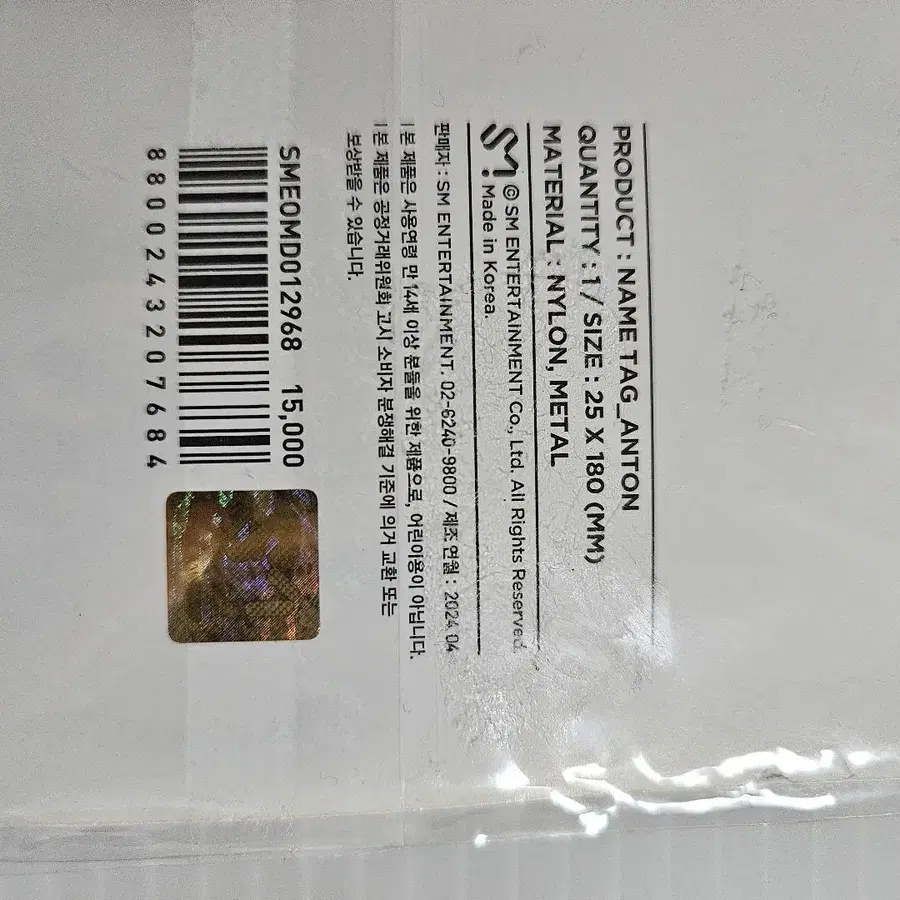 PRODUCT : NAME TAG_ANTON
QUANTITY : 1 / SIZE : 25 X 180 (MM)
MATERIAL : NYLON, METAL
SM
© SM ENTERTAINMENT Co., Ltd. All Rights Reserved.
Made in Korea.
판매자 : SM ENTERTAINMENT. 02-6240-9800 / 제조 연월 : 2024.04
| 본 제품은 사용연령 만 14세 이상 분들을 위한 제품으로, 어린이용이 아닙니다.
| 본 제품은 공정거래위원회 고시 소비자 분쟁해결 기준에 의거 교환 또는
보상받을 수 있습니다.
SMEOMD012968 15,000
8800243207684